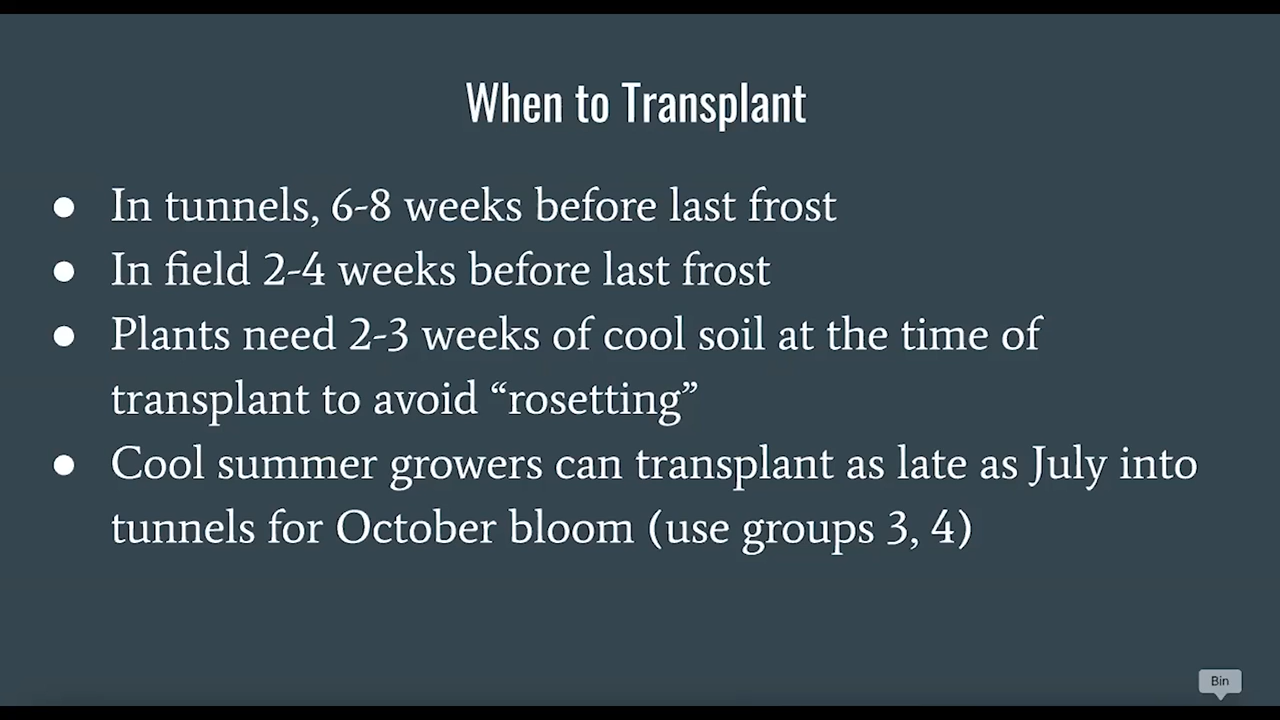 When to Transplant
● In tunnels, 6-8 weeks before last frost
● In field 2-4 weeks before last frost
● Plants need 2-3 weeks of cool soil at the time of
transplant to avoid “rosetting”
● Cool summer growers can transplant as late as July into
tunnels for October bloom (use groups 3, 4)
Bin